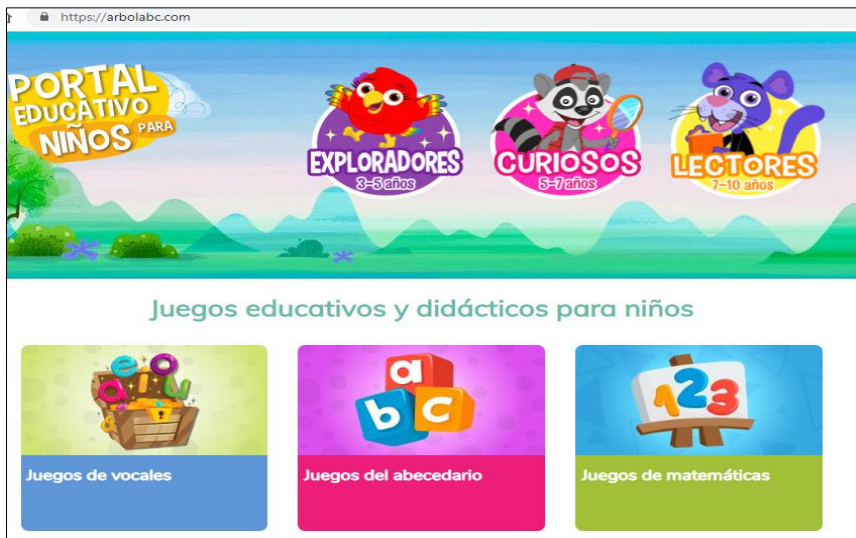 https://arbolabc.com
PORTAL
EDUCATIVO
PARA
NIÑOS
EXPLORADORES
3-5 años
CURIOSOS
5-7 años
LECTORES
7-10 años
Juegos educativos y didácticos para niños
e i o
a u
Juegos de vocales
a
b c
Juegos del abecedario
123
Juegos de matemáticas